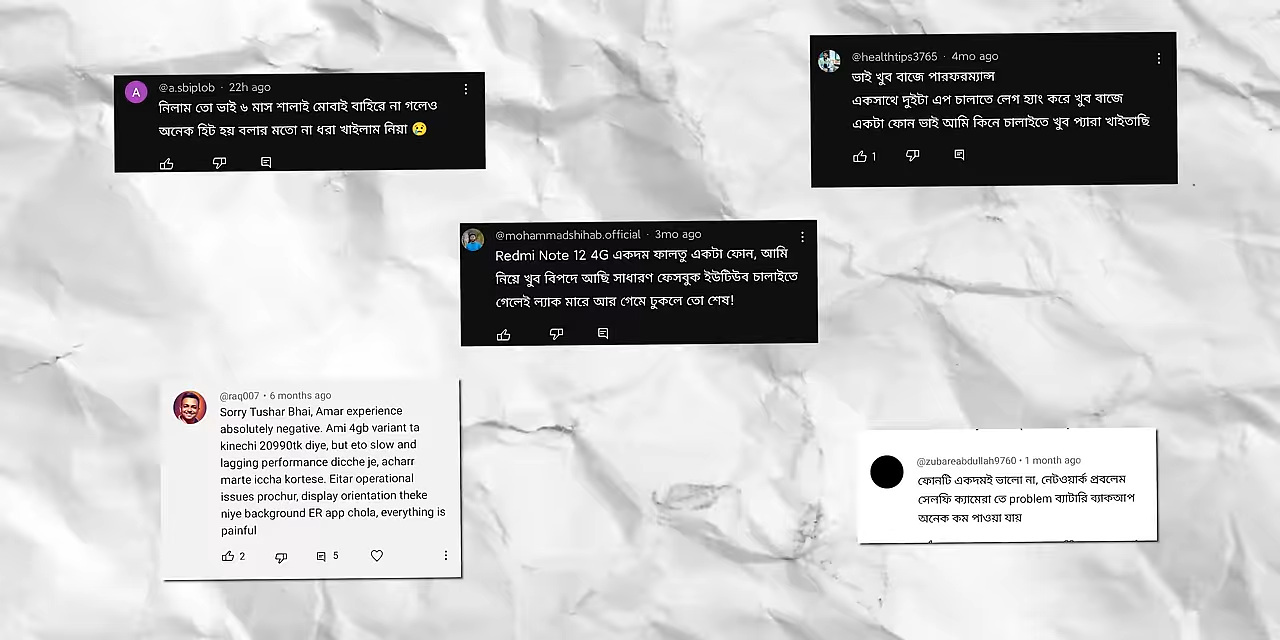 @a.sbiplob · 22h ago
নিলাম তো ভাই ৬ মাস শালাই মোবাই বাহিরে না গলেও
অনেক হিট হয় বলার মতো না ধরা খাইলাম নিয়া 😢
@healthtips3765 · 4mo ago
ভাই খুব বাজে পারফরম্যান্স
একসাথে দুইটা এপ চালাতে লেগ হ্যাং করে খুব বাজে
একটা ফোন ভাই আমি কিনে চালাইতে খুব প্যারা খাইতাছি
1
@mohammadshihab.official · 3mo ago
Redmi Note 12 4G একদম ফালতু একটা ফোন, আমি
নিয়ে খুব বিপদে আছি সাধারণ ফেসবুক ইউটিউব চালাইতে
গেলেই ল্যাক মারে আর গেমে ঢুকলে তো শেষ!
@raq007 • 6 months ago
Sorry Tushar Bhai, Amar experience
absolutely negative. Ami 4gb variant ta
kinechi 20990tk diye, but eto slow and
lagging performance dicche je, acharr
marte iccha kortese. Eitar operational
issues prochur, display orientation theke
niye background ER app chola, everything is
painful
2 5
@zubareabdullah9760 • 1 month ago
ফোনটি একদমই ভালো না, নেটওয়ার্ক প্রবলেম
সেলফি ক্যামেরা তে problem ব্যাটারি ব্যাকআপ
অনেক কম পাওয়া যায়
A